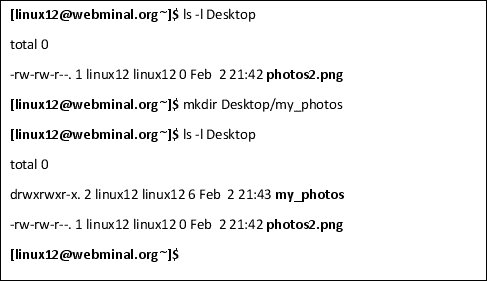 [linux12@webminal.org~]$ ls -l Desktop
total 0
-rw-rw-r--. 1 linux12 linux12 0 Feb  2 21:42 photos2.png
[linux12@webminal.org~]$ mkdir Desktop/my_photos
[linux12@webminal.org~]$ ls -l Desktop
total 0
drwxrwxr-x. 2 linux12 linux12 6 Feb  2 21:43 my_photos
-rw-rw-r--. 1 linux12 linux12 0 Feb  2 21:42 photos2.png
[linux12@webminal.org~]$